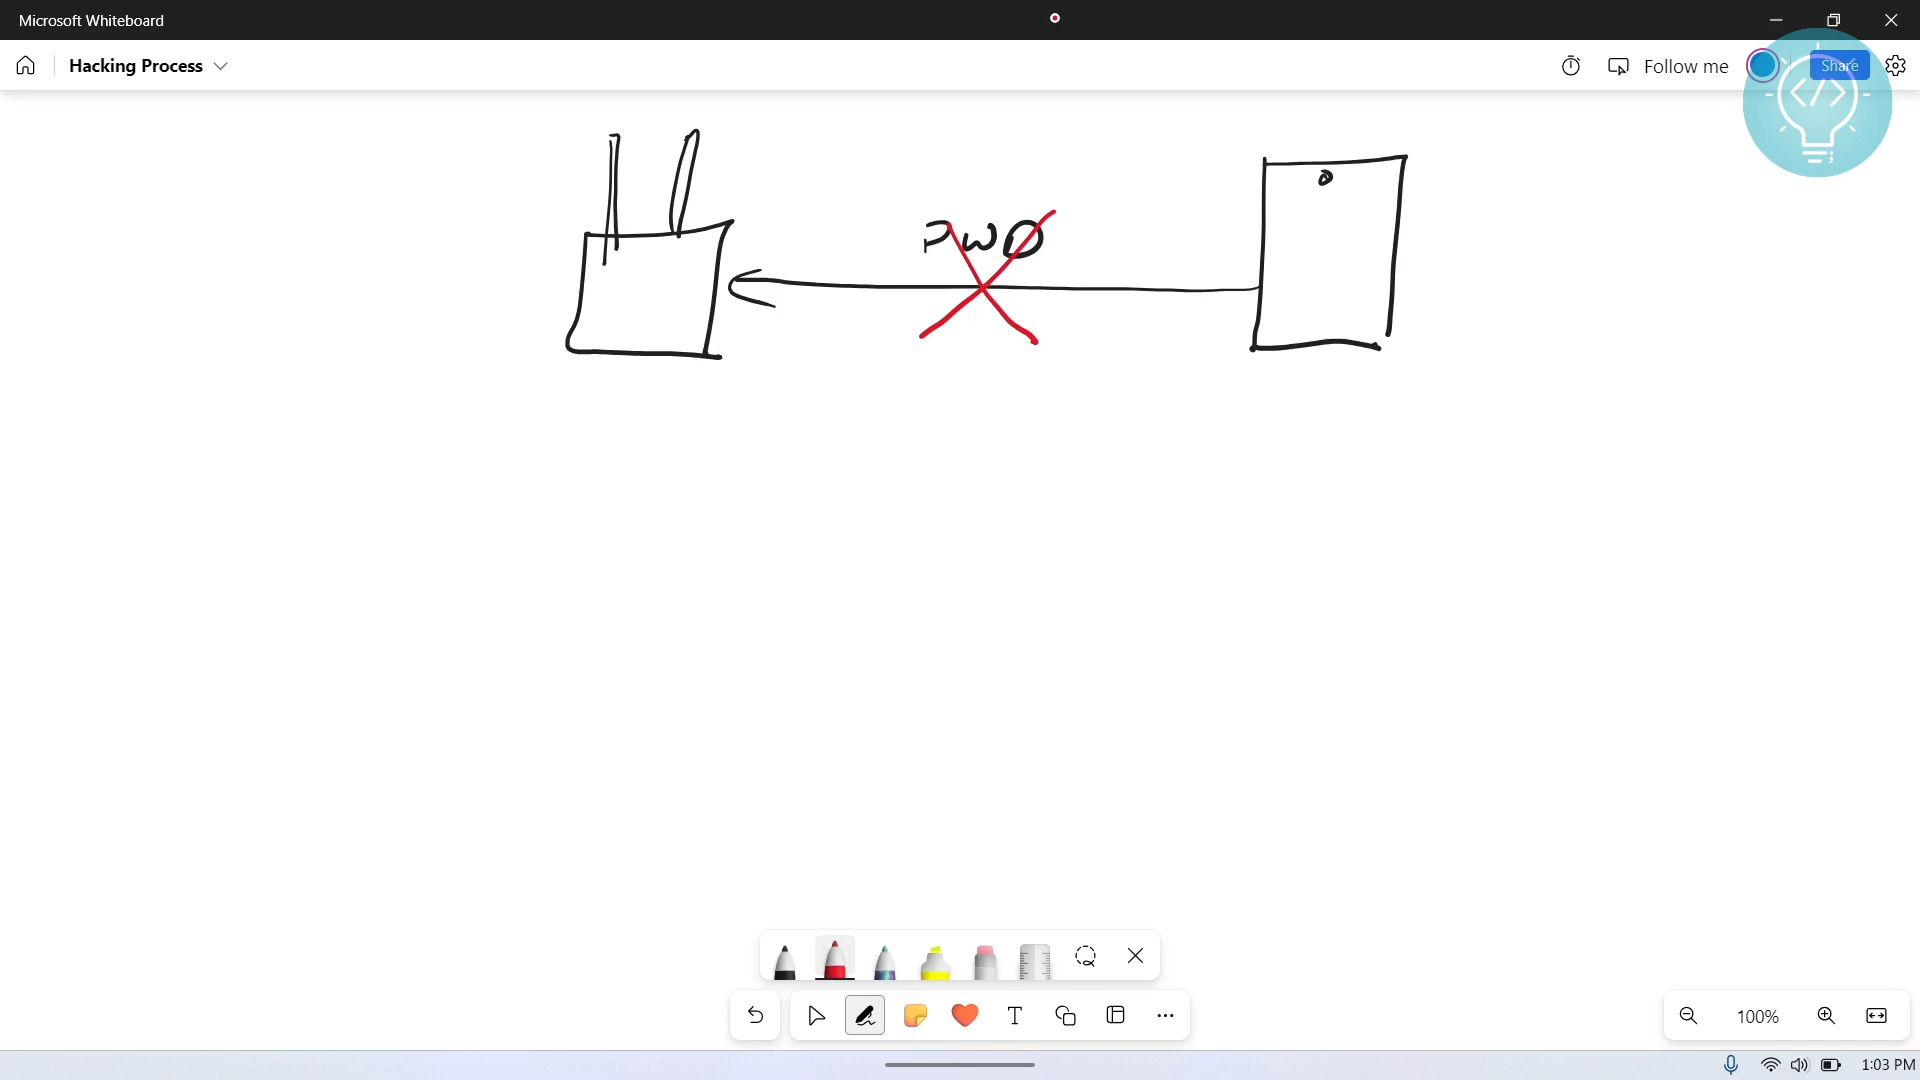 Microsoft Whiteboard
Hacking Process
Follow me
Share
</>
PWD
T
100%
1:03 PM